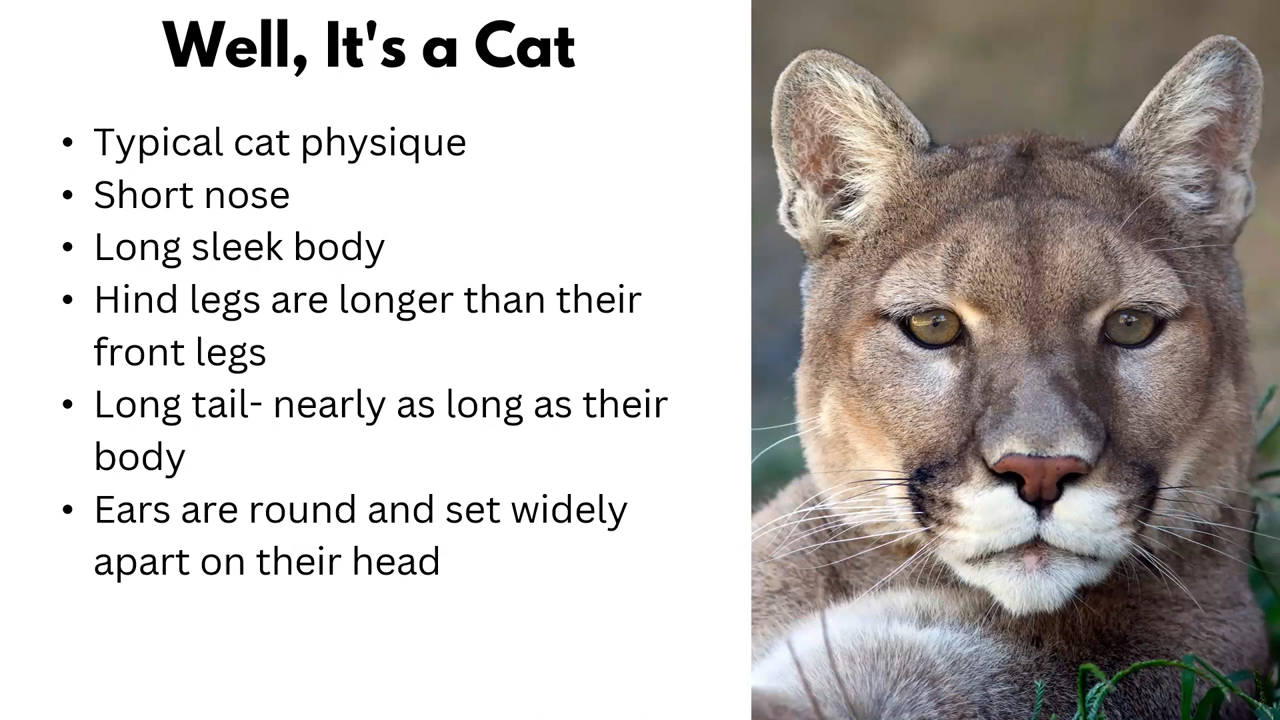 Well, It's a Cat
• Typical cat physique
• Short nose
• Long sleek body
• Hind legs are longer than their
front legs
• Long tail- nearly as long as their
body
• Ears are round and set widely
apart on their head